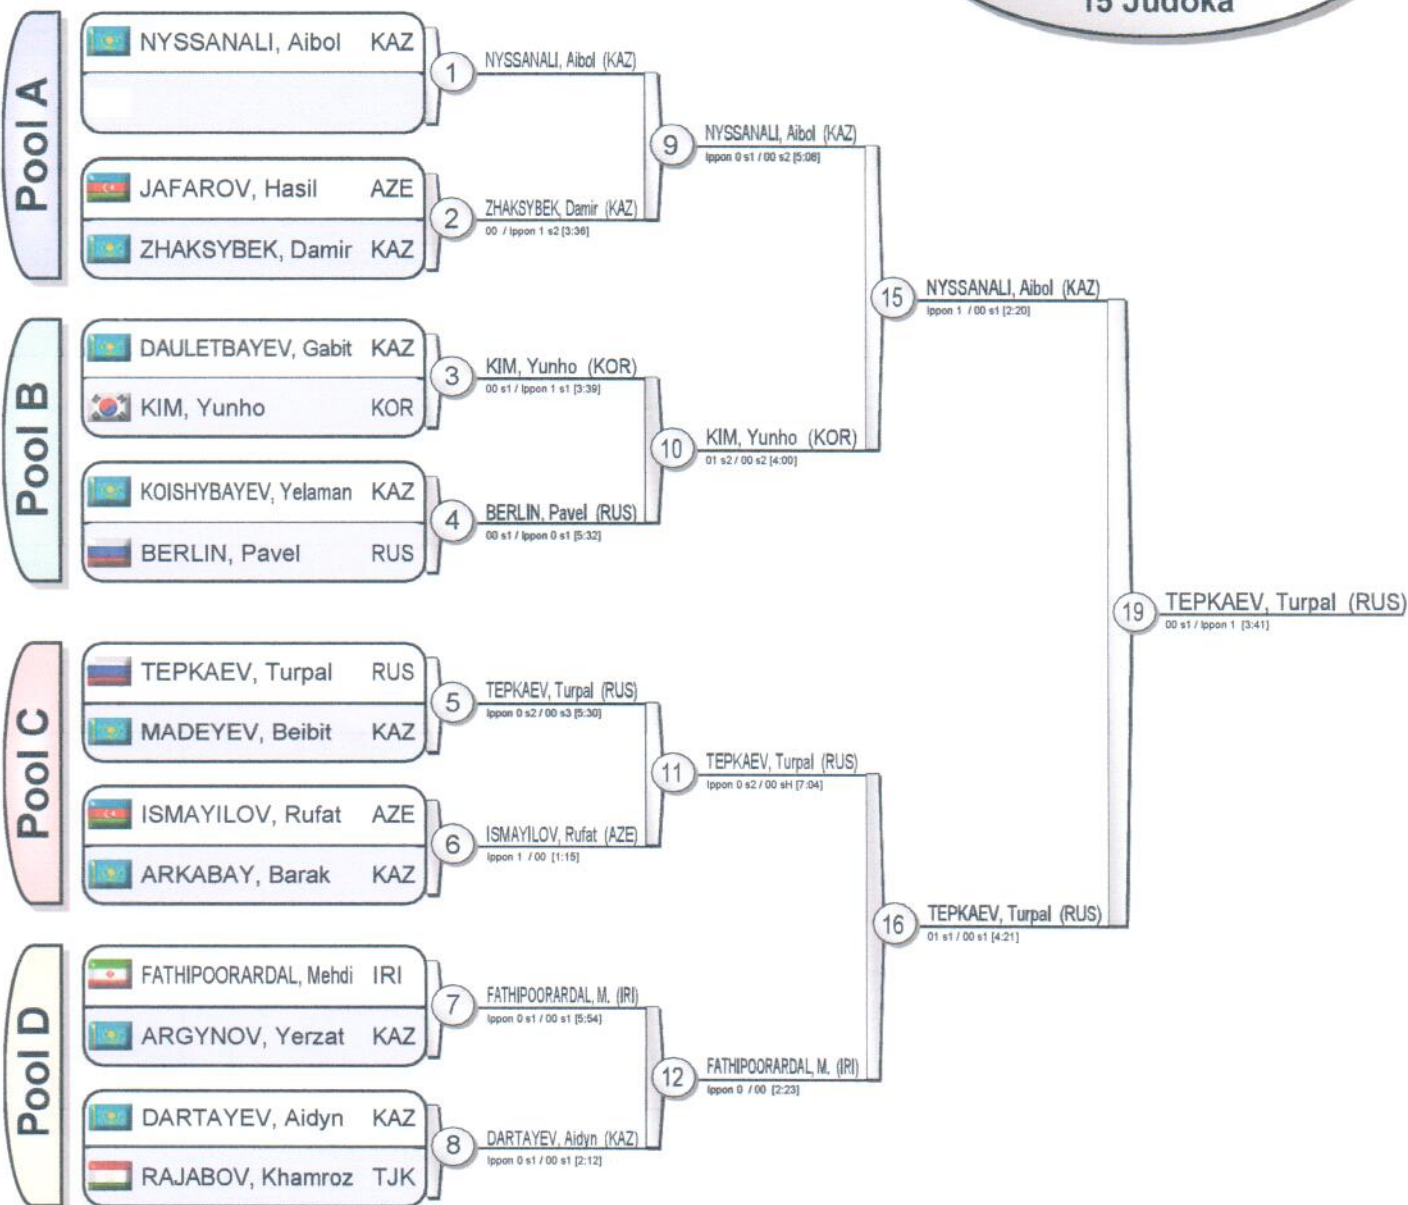 15 Judoka
Pool A
NYSSANALI, Aibol KAZ
1
NYSSANALI, Aibol (KAZ)
JAFAROV, Hasil AZE
ZHAKSYBEK, Damir KAZ
2
ZHAKSYBEK, Damir (KAZ)
00 / Ippon 1 s2 [3:36]
9
NYSSANALI, Aibol (KAZ)
Ippon 0 s1 / 00 s2 [5:08]
Pool B
DAULETBAYEV, Gabit KAZ
KIM, Yunho KOR
3
KIM, Yunho (KOR)
00 s1 / Ippon 1 s1 [3:39]
KOISHYBAYEV, Yelaman KAZ
BERLIN, Pavel RUS
4
BERLIN, Pavel (RUS)
00 s1 / Ippon 0 s1 [5:32]
10
KIM, Yunho (KOR)
01 s2 / 00 s2 [4:00]
15
NYSSANALI, Aibol (KAZ)
Ippon 1 / 00 s1 [2:20]
Pool C
TEPKAEV, Turpal RUS
MADEYEV, Beibit KAZ
5
TEPKAEV, Turpal (RUS)
Ippon 0 s2 / 00 s3 [5:30]
ISMAYILOV, Rufat AZE
ARKABAY, Barak KAZ
6
ISMAYILOV, Rufat (AZE)
Ippon 1 / 00 [1:15]
11
TEPKAEV, Turpal (RUS)
Ippon 0 s2 / 00 sH [7:04]
Pool D
FATHIPOORARDAL, Mehdi IRI
ARGYNOV, Yerzat KAZ
7
FATHIPOORARDAL, M. (IRI)
Ippon 0 s1 / 00 s1 [5:54]
DARTAYEV, Aidyn KAZ
RAJABOV, Khamroz TJK
8
DARTAYEV, Aidyn (KAZ)
Ippon 0 s1 / 00 s1 [2:12]
12
FATHIPOORARDAL, M. (IRI)
Ippon 0 / 00 [2:23]
16
TEPKAEV, Turpal (RUS)
01 s1 / 00 s1 [4:21]
19
TEPKAEV, Turpal (RUS)
00 s1 / Ippon 1 [3:41]